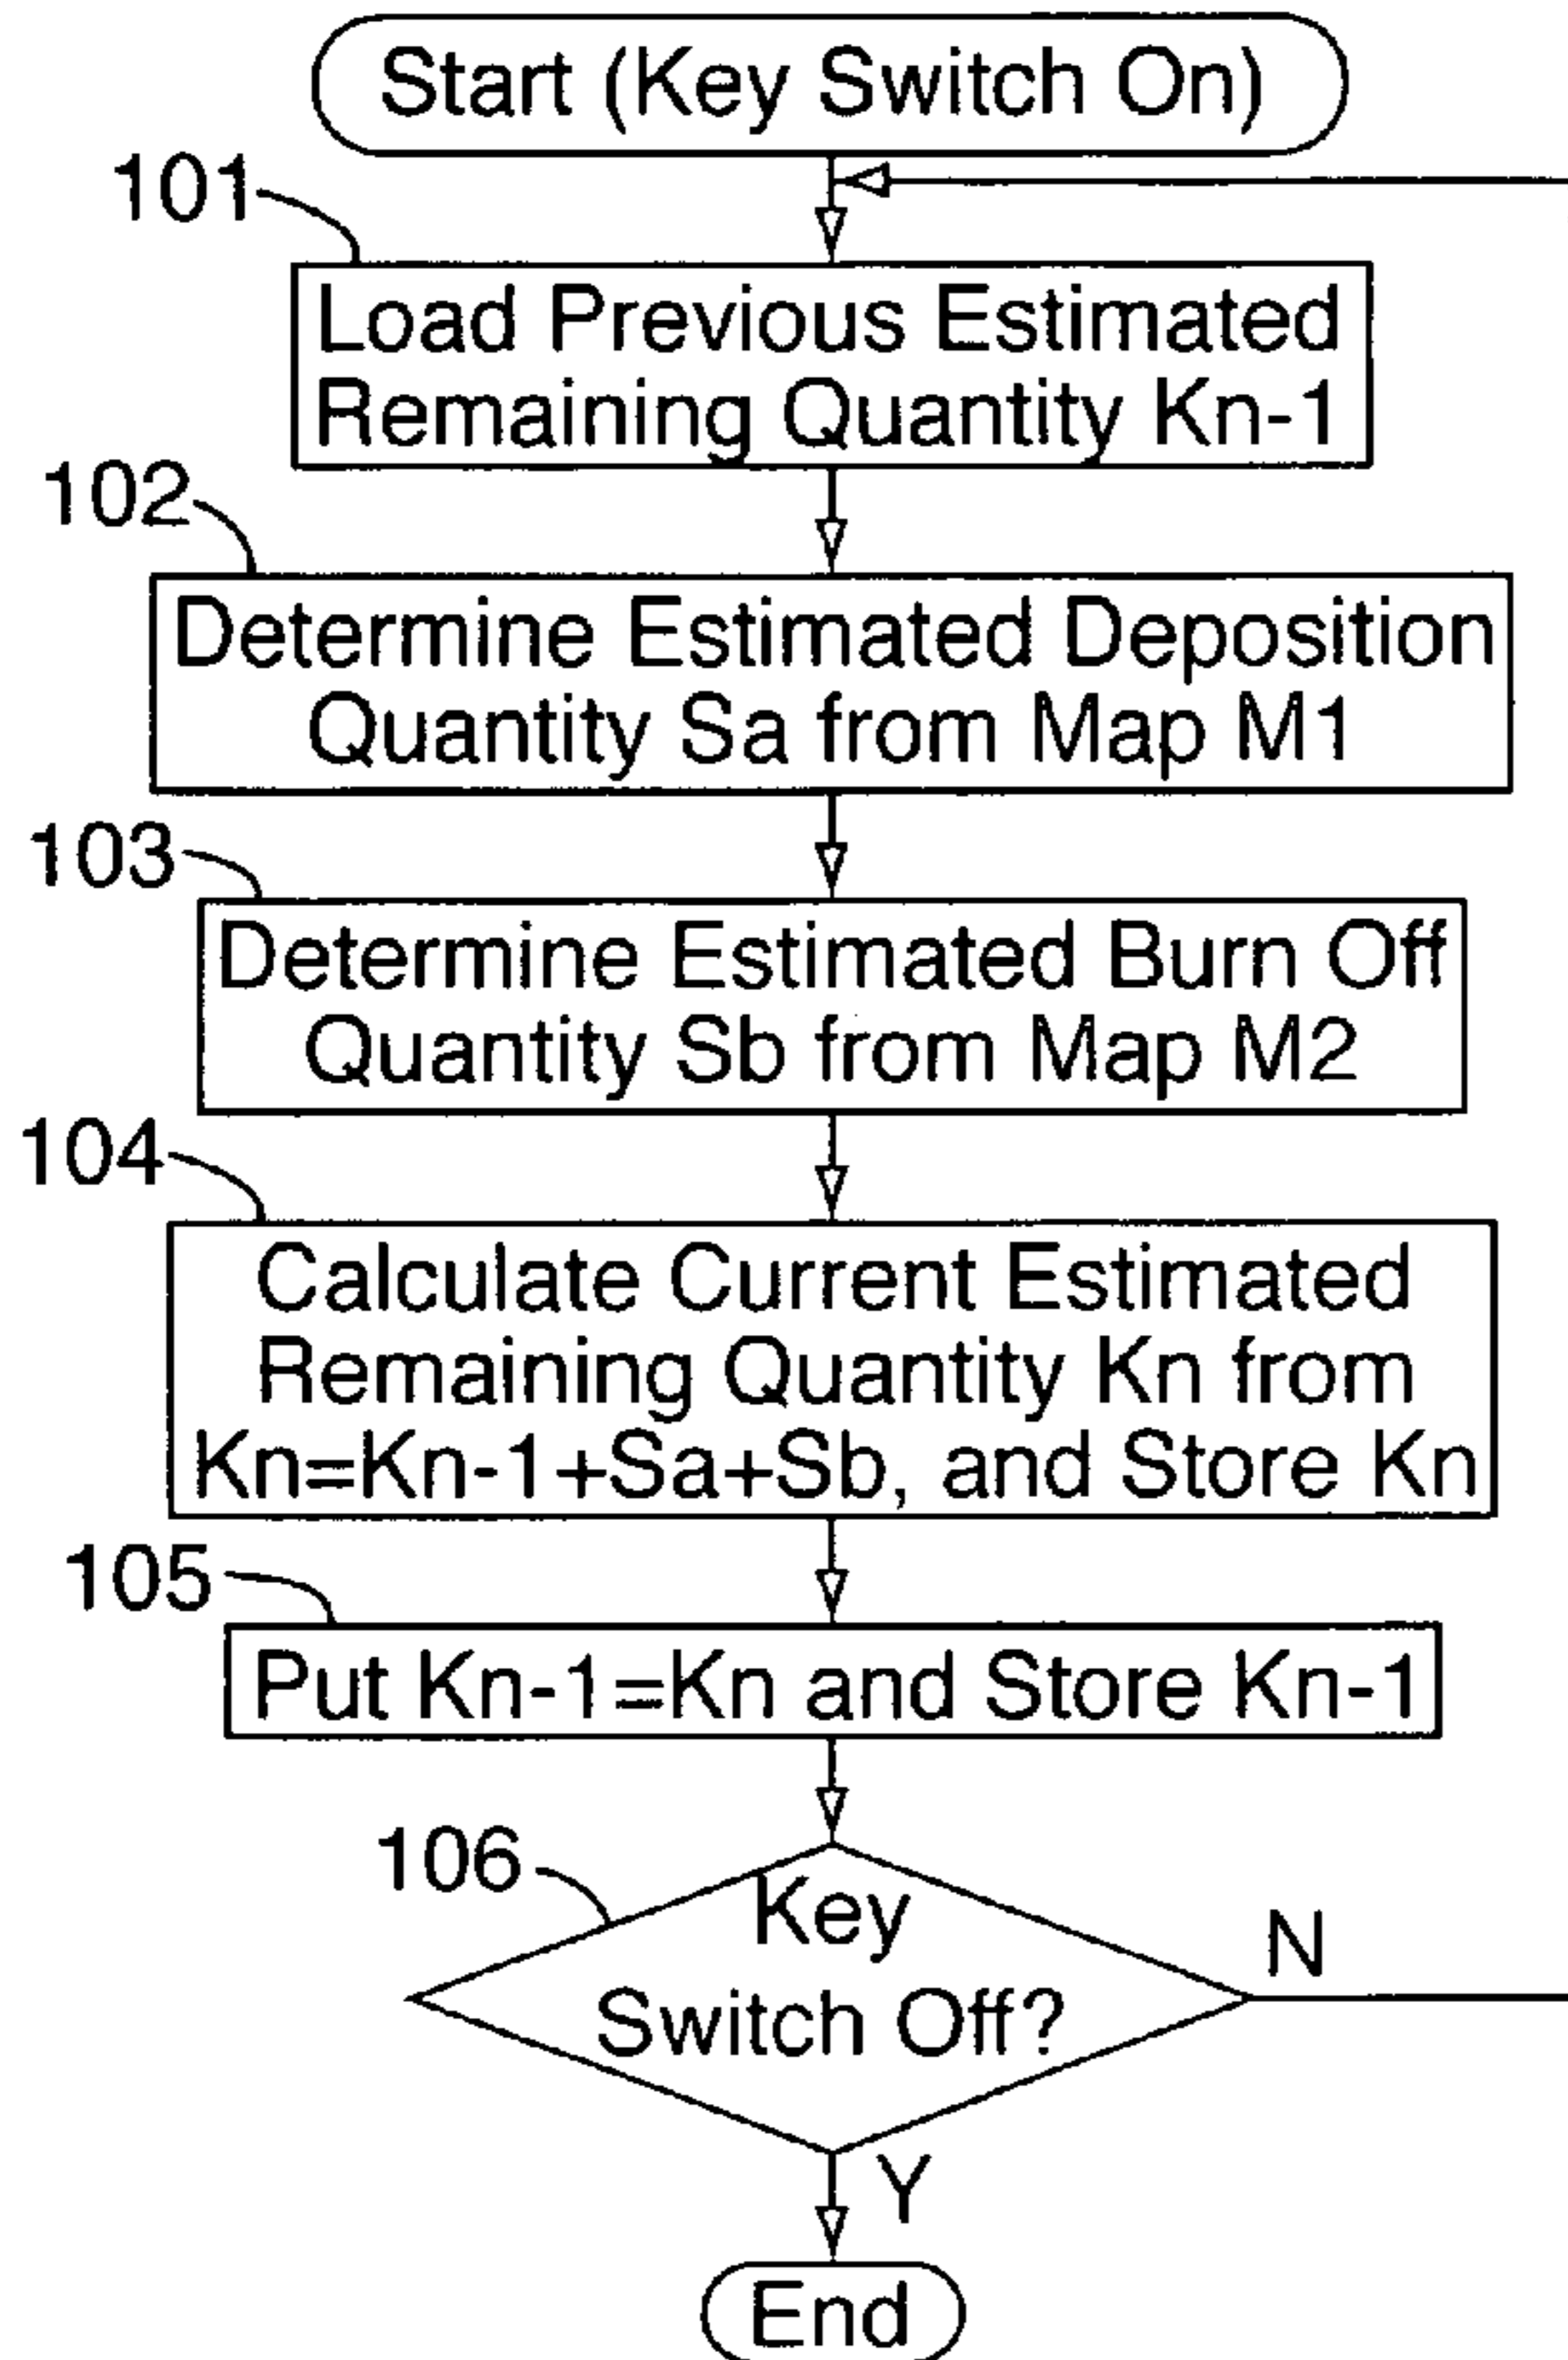 Start (Key Switch On)
101
Load Previous Estimated
Remaining Quantity Kn-1
102
Determine Estimated Deposition
Quantity Sa from Map M1
103
Determine Estimated Burn Off
Quantity Sb from Map M2
104
Calculate Current Estimated
Remaining Quantity Kn from
Kn=Kn-1+Sa+Sb, and Store Kn
105
Put Kn-1=Kn and Store Kn-1
106
Key
Switch Off?
N
Y
End